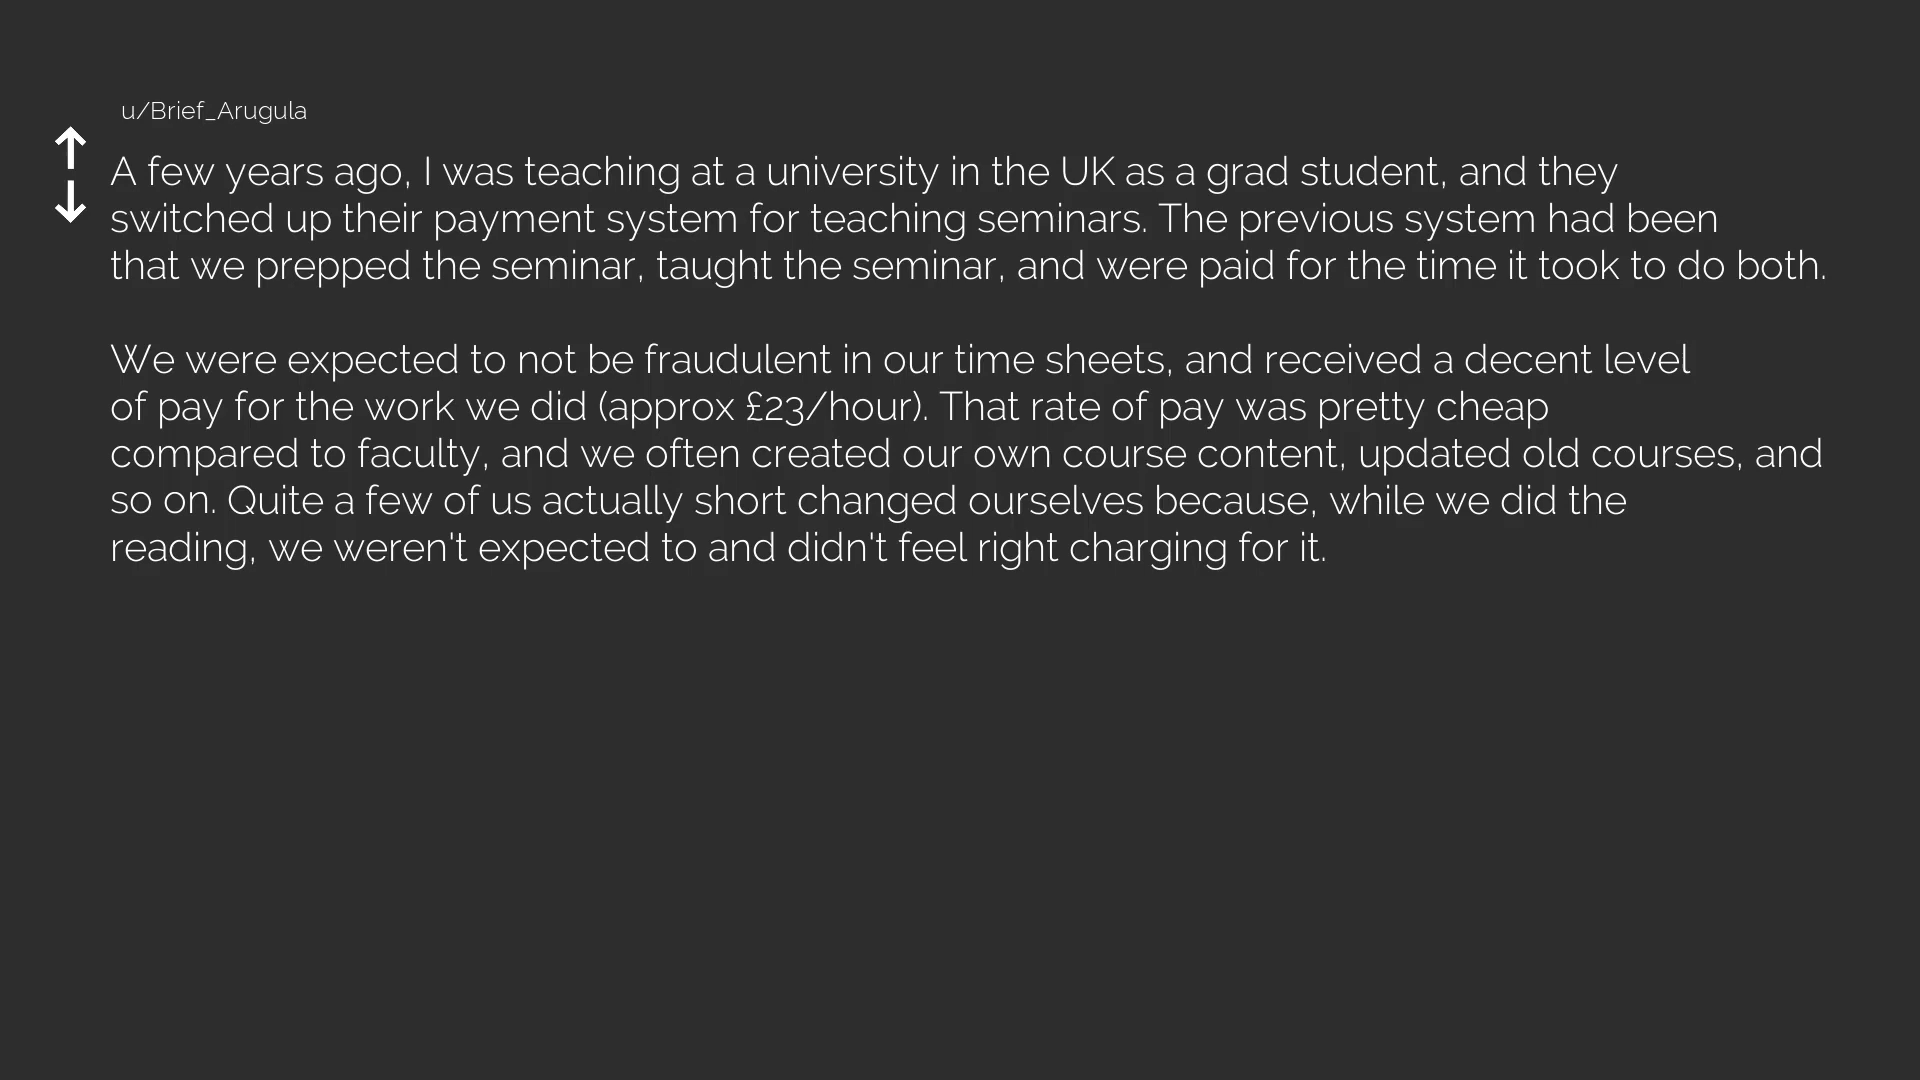 u/Brief_Arugula
A few years ago, I was teaching at a university in the UK as a grad student, and they
switched up their payment system for teaching seminars. The previous system had been
that we prepped the seminar, taught the seminar, and were paid for the time it took to do both.
We were expected to not be fraudulent in our time sheets, and received a decent level
of pay for the work we did (approx £23/hour). That rate of pay was pretty cheap
compared to faculty, and we often created our own course content, updated old courses, and
so on. Quite a few of us actually short changed ourselves because, while we did the
reading, we weren't expected to and didn't feel right charging for it.